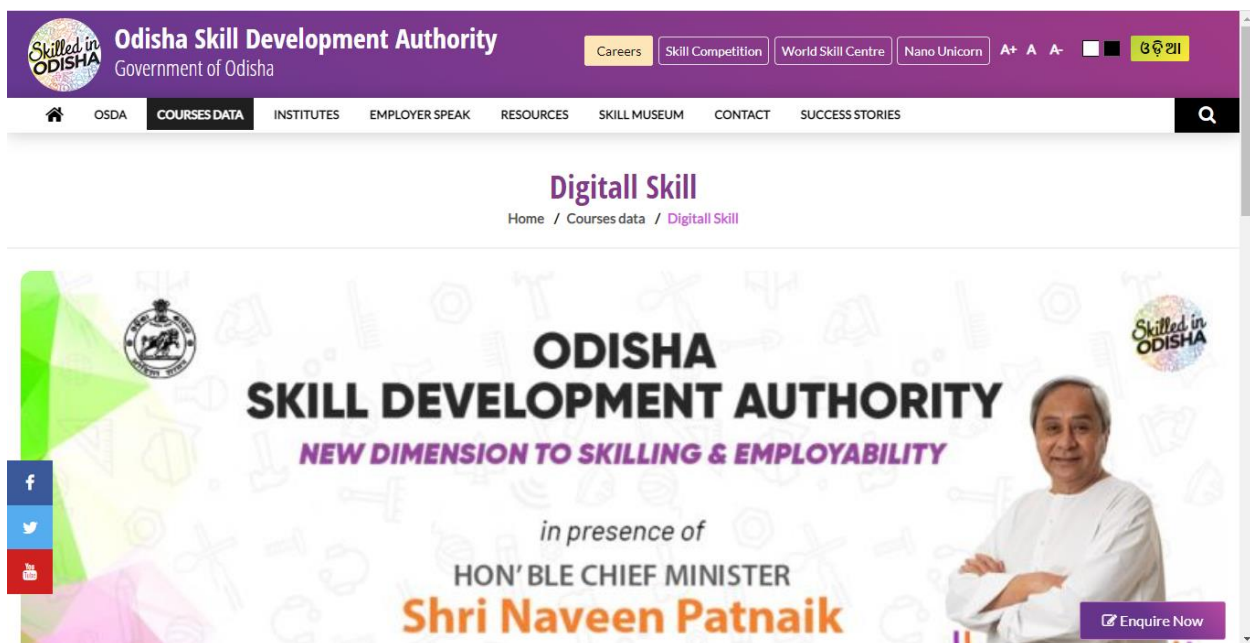 Skilled in
ODISHA
Odisha Skill Development Authority
Government of Odisha
Careers
Skill Competition
World Skill Centre
Nano Unicorn
A+ A A-
ଓଡ଼ିଆ
OSDA
COURSES DATA
INSTITUTES
EMPLOYER SPEAK
RESOURCES
SKILL MUSEUM
CONTACT
SUCCESS STORIES
Digitall Skill
Home / Courses data / Digitall Skill
Skilled in
ODISHA
ODISHA
SKILL DEVELOPMENT AUTHORITY
NEW DIMENSION TO SKILLING & EMPLOYABILITY
in presence of
HON'BLE CHIEF MINISTER
Shri Naveen Patnaik
You
Tube
Enquire Now